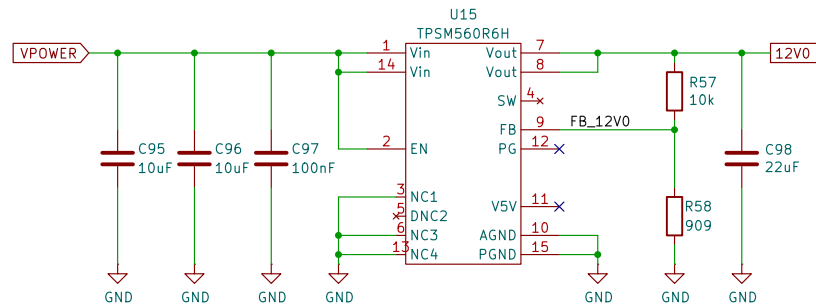 U15
TPSM560R6H
VPOWER
1
Vin
Vout
7
12V0
14
Vin
Vout
8
R57
10k
SW
4
FB
9
FB_12V0
2
EN
PG
12
C95
10uF
C96
10uF
C97
100nF
C98
22uF
3
NC1
5
DNC2
V5V
11
R58
909
6
NC3
AGND
10
13
NC4
PGND
15
GND
GND
GND
GND
GND
GND
GND